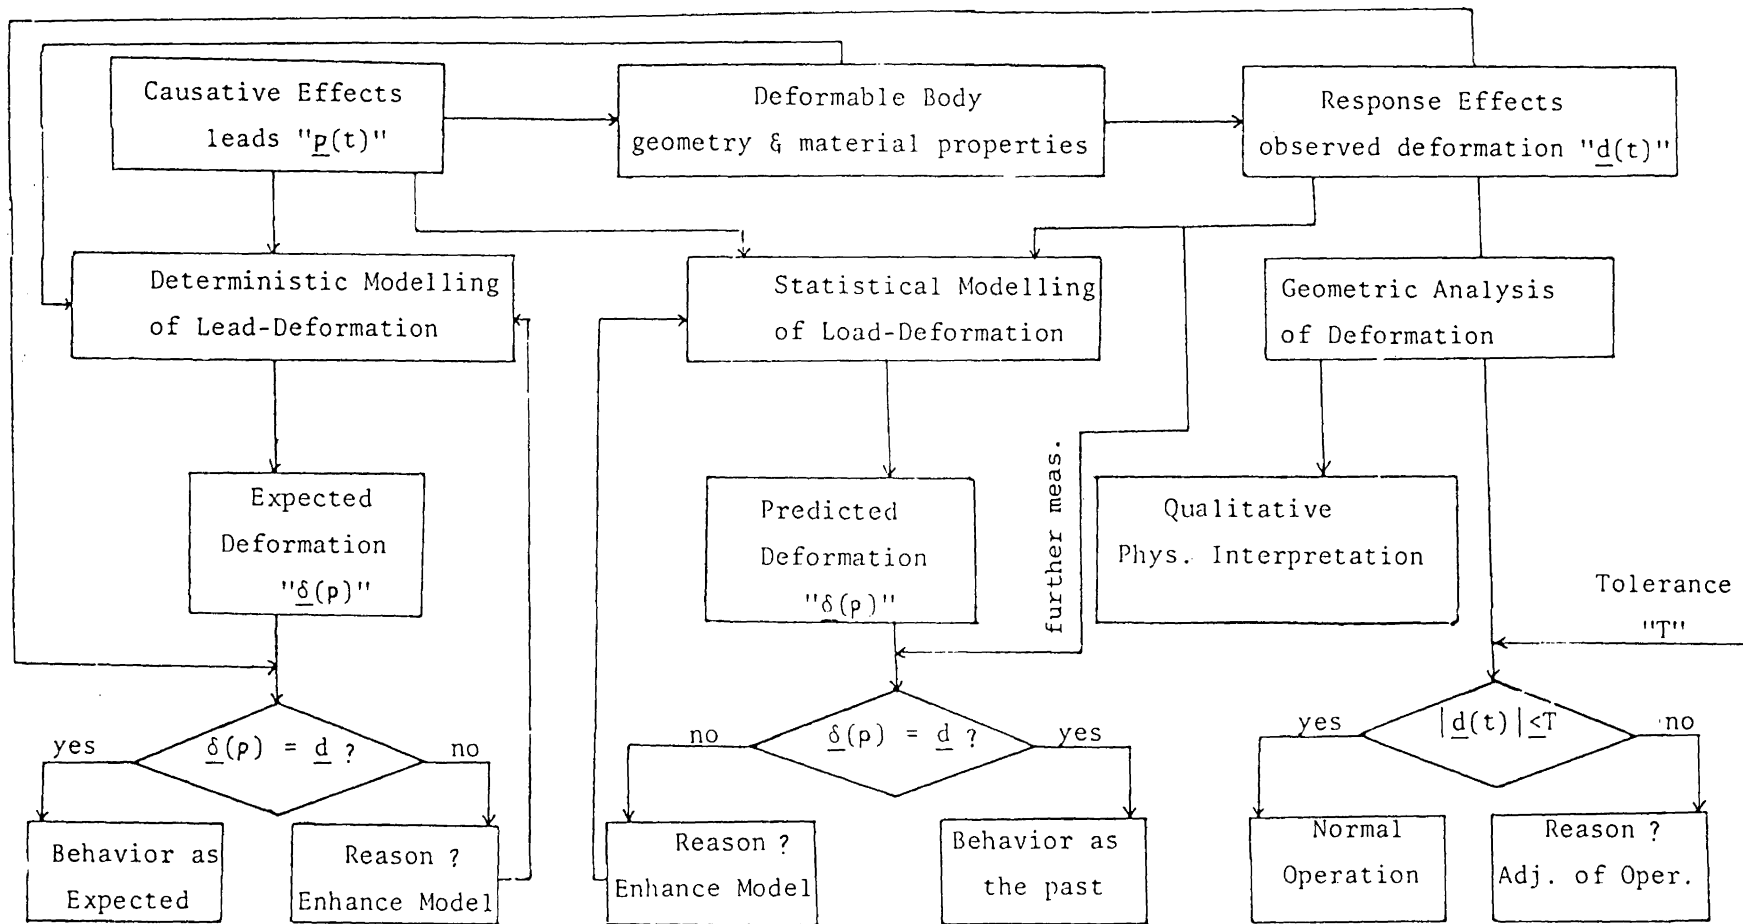 Causative Effects
leads "p(t)"
Deformable Body
geometry & material properties
Response Effects
observed deformation "d(t)"
Deterministic Modelling
of Lead-Deformation
Statistical Modelling
of Load-Deformation
Geometric Analysis
of Deformation
Expected
Deformation
"δ(p)"
Predicted
Deformation
"δ(p)"
further meas.
Qualitative
Phys. Interpretation
Tolerance
"T"
yes
δ(p) = d ?
no
no
δ(p) = d ?
yes
yes
|d(t)|≤T
no
Behavior as
Expected
Reason ?
Enhance Model
Reason ?
Enhance Model
Behavior as
the past
Normal
Operation
Reason ?
Adj. of Oper.